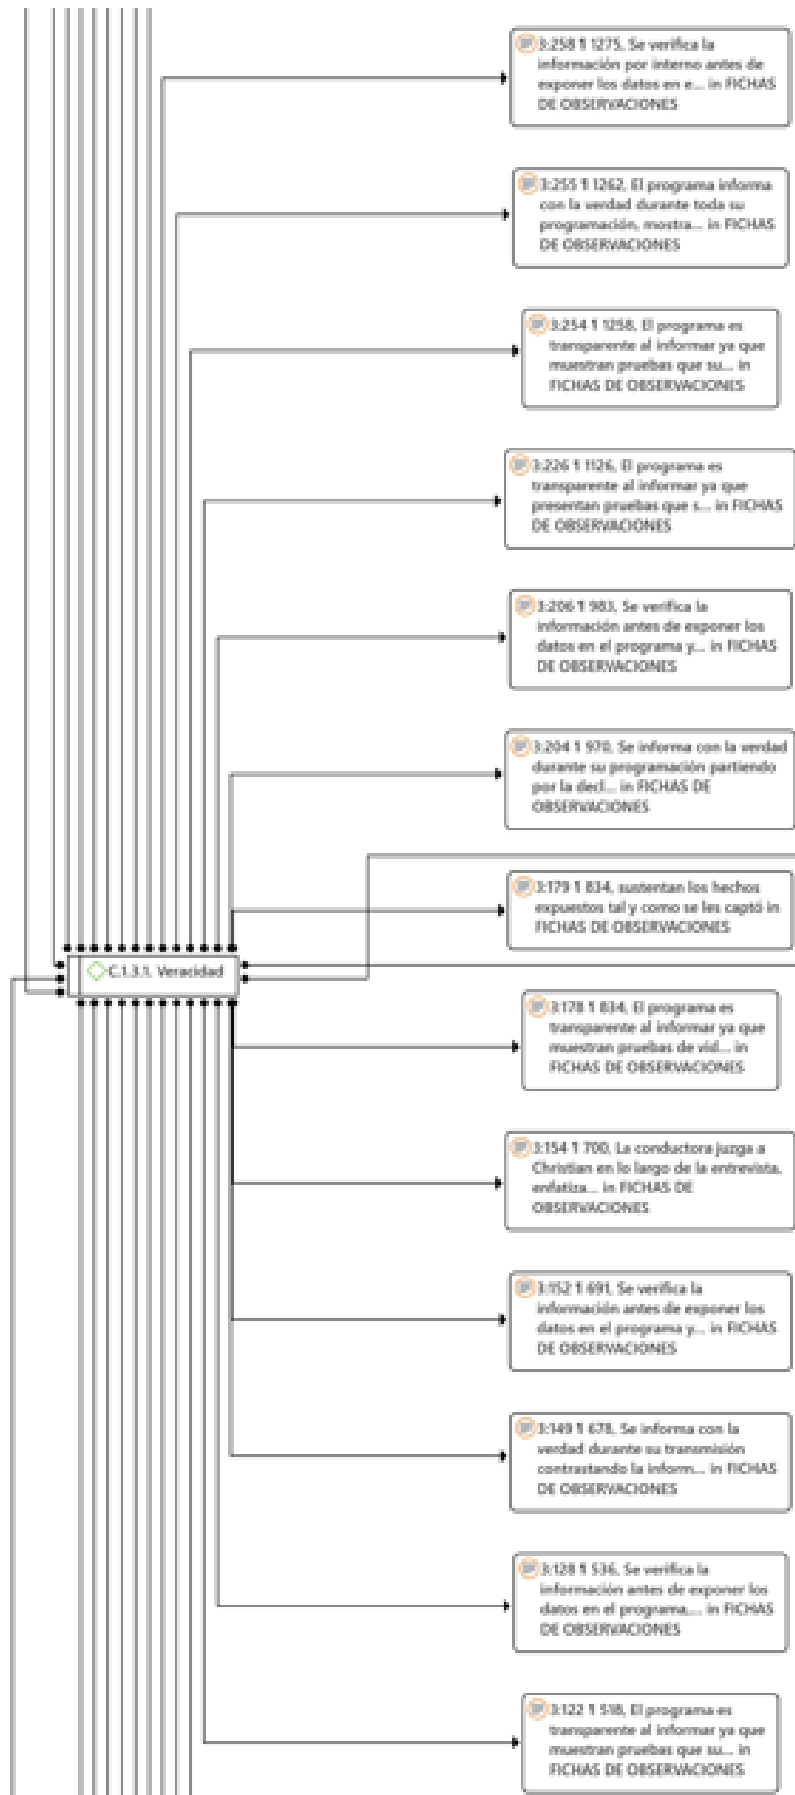 3:258 ¶ 1275, Se verifica la
información por interno antes de
exponer los datos en e... in FICHAS
DE OBSERVACIONES
3:255 ¶ 1262, El programa informa
con la verdad durante toda su
programación, mostra... in FICHAS
DE OBSERVACIONES
3:254 ¶ 1258, El programa es
transparente al informar ya que
muestran pruebas que su... in
FICHAS DE OBSERVACIONES
3:226 ¶ 1126, El programa es
transparente al informar ya que
presentan pruebas que s... in FICHAS
DE OBSERVACIONES
3:206 ¶ 983, Se verifica la
información antes de exponer los
datos en el programa y... in FICHAS
DE OBSERVACIONES
3:204 ¶ 970, Se informa con la verdad
durante su programación partiendo
por la decl... in FICHAS DE
OBSERVACIONES
3:179 ¶ 834, sustentan los hechos
expuestos tal y como se les captó in
FICHAS DE OBSERVACIONES
C.1.3.1. Veracidad
3:178 ¶ 834, El programa es
transparente al informar ya que
muestran pruebas de vid... in
FICHAS DE OBSERVACIONES
3:154 ¶ 700, La conductora juzga a
Christian en lo largo de la entrevista,
enfatiza... in FICHAS DE
OBSERVACIONES
3:152 ¶ 691, Se verifica la
información antes de exponer los
datos en el programa y... in FICHAS
DE OBSERVACIONES
3:149 ¶ 678, Se informa con la
verdad durante su transmisión
contrastando la inform... in FICHAS
DE OBSERVACIONES
3:128 ¶ 536, Se verifica la
información antes de exponer los
datos en el programa,... in FICHAS
DE OBSERVACIONES
3:122 ¶ 518, El programa es
transparente al informar ya que
muestran pruebas que su... in
FICHAS DE OBSERVACIONES